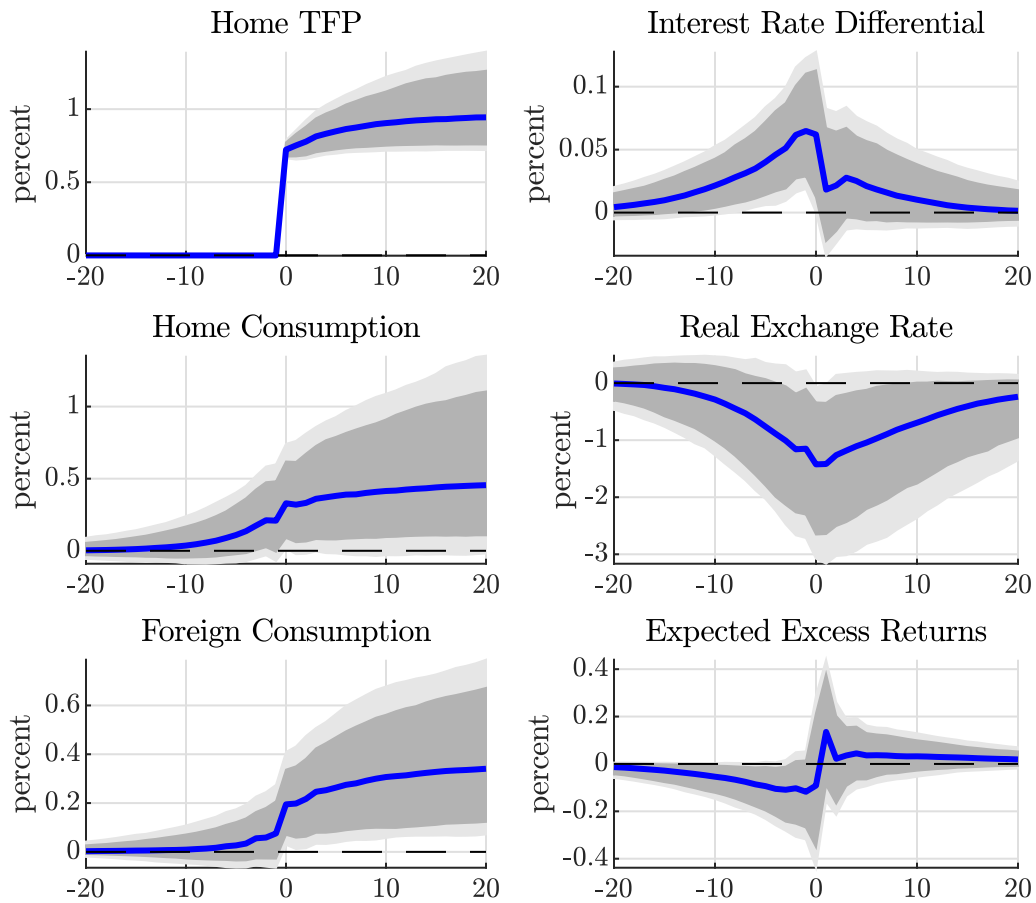 Home TFP
percent
1
0.5
0
-20 -10 0 10 20
Interest Rate Differential
percent
0.1
0.05
0
-20 -10 0 10 20
Home Consumption
percent
1
0.5
0
-20 -10 0 10 20
Real Exchange Rate
percent
0
-1
-2
-3
-20 -10 0 10 20
Foreign Consumption
percent
0.6
0.4
0.2
0
-20 -10 0 10 20
Expected Excess Returns
percent
0.4
0.2
0
-0.2
-0.4
-20 -10 0 10 20